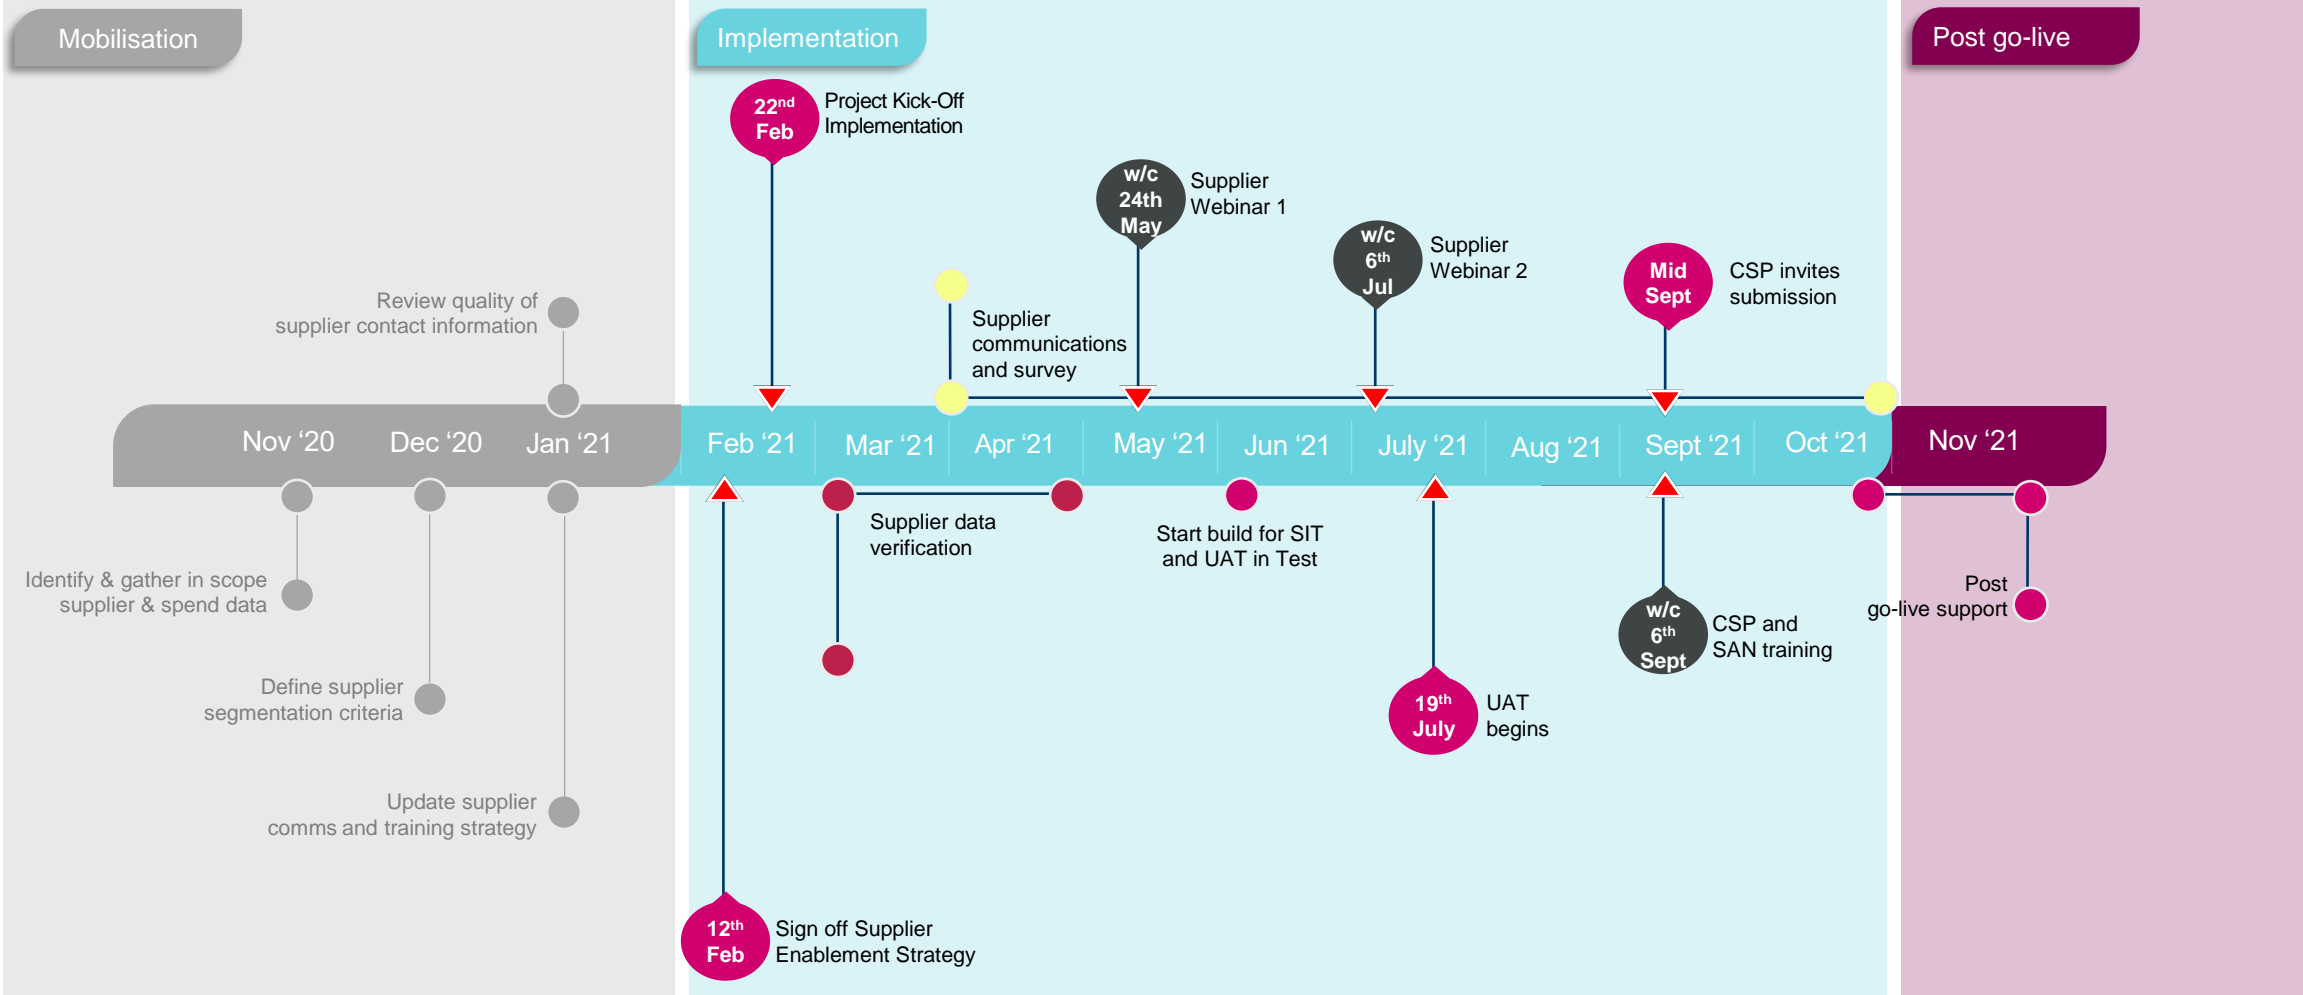 Mobilisation
Implementation
Post go-live
22nd
Feb
Project Kick-Off
Implementation
w/c
24th
May
Supplier
Webinar 1
w/c
6th
Jul
Supplier
Webinar 2
Mid
Sept
CSP invites
submission
Review quality of
supplier contact information
Supplier
communications
and survey
Nov ‘20
Dec ‘20
Jan ‘21
Feb ‘21
Mar ‘21
Apr ‘21
May ‘21
Jun ‘21
July ‘21
Aug ‘21
Sept ‘21
Oct ‘21
Nov ‘21
Supplier data
verification
Start build for SIT
and UAT in Test
Identify & gather in scope
supplier & spend data
Post
go-live support
w/c
6th
Sept
CSP and
SAN training
Define supplier
segmentation criteria
19th
July
UAT
begins
Update supplier
comms and training strategy
12th
Feb
Sign off Supplier
Enablement Strategy